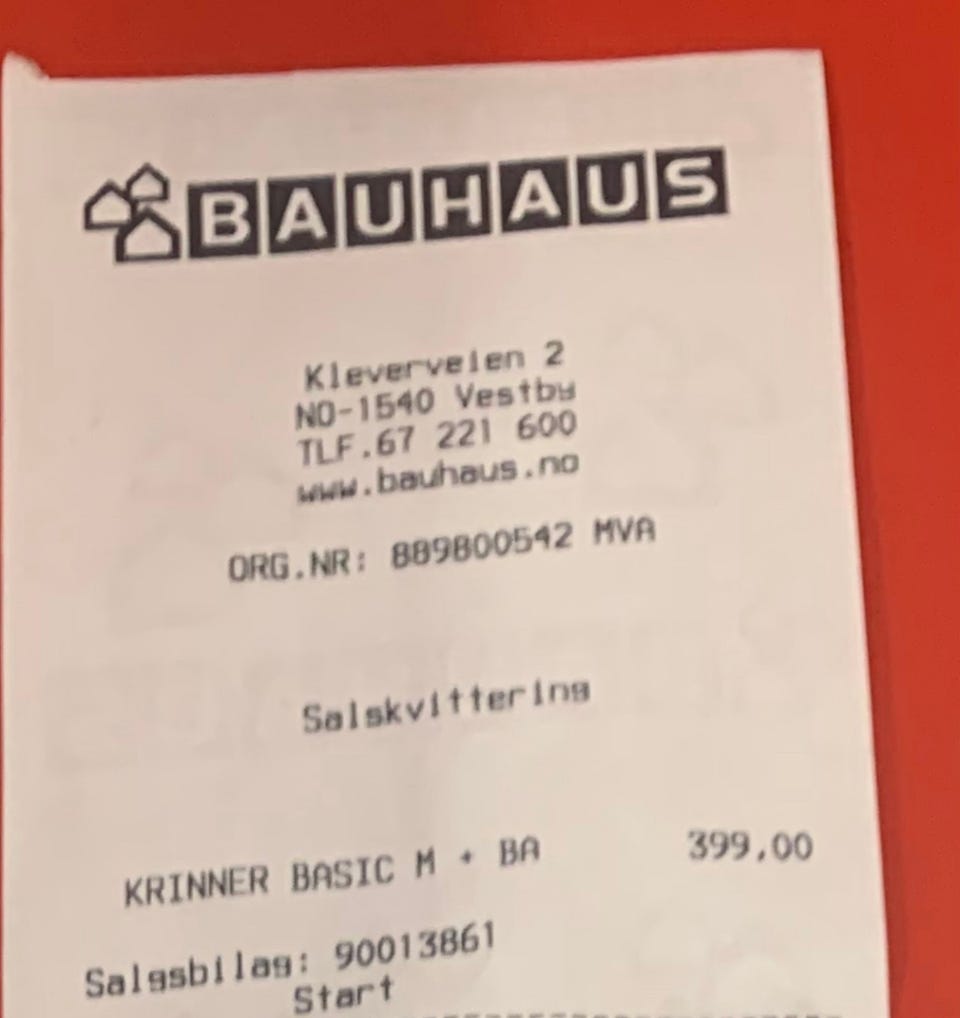 BAUHAUS
Kleverveien 2
NO-1540 Vestby
TLF.67 221 600
www.bauhaus.no
ORG.NR: 889800542 MVA
Salskvittering
KRINNER BASIC M + BA 399,00
Salgsbilag: 90013861
Start